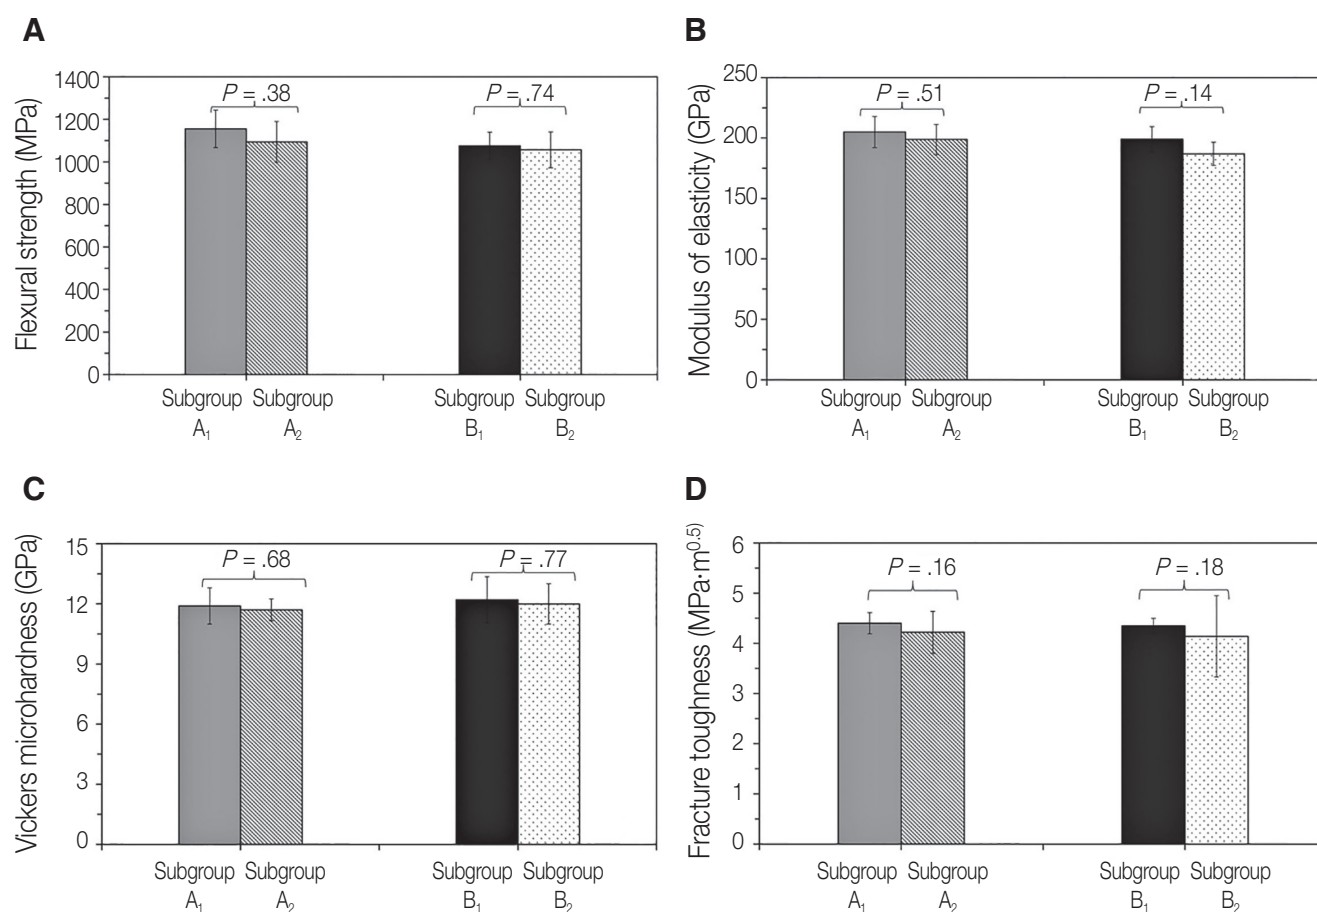 A
Flexural strength (MPa)
1400
1200
1000
800
600
400
200
0
P = .38
P = .74
Subgroup Subgroup
A₁ A₂
Subgroup Subgroup
B₁ B₂
B
Modulus of elasticity (GPa)
250
200
150
100
50
0
P = .51
P = .14
Subgroup Subgroup
A₁ A₂
Subgroup Subgroup
B₁ B₂
C
Vickers microhardness (GPa)
15
12
9
6
3
0
P = .68
P = .77
Subgroup Subgroup
A₁ A₂
Subgroup Subgroup
B₁ B₂
D
Fracture toughness (MPa·m⁰·⁵)
6
5
4
3
2
1
0
P = .16
P = .18
Subgroup Subgroup
A₁ A₂
Subgroup Subgroup
B₁ B₂